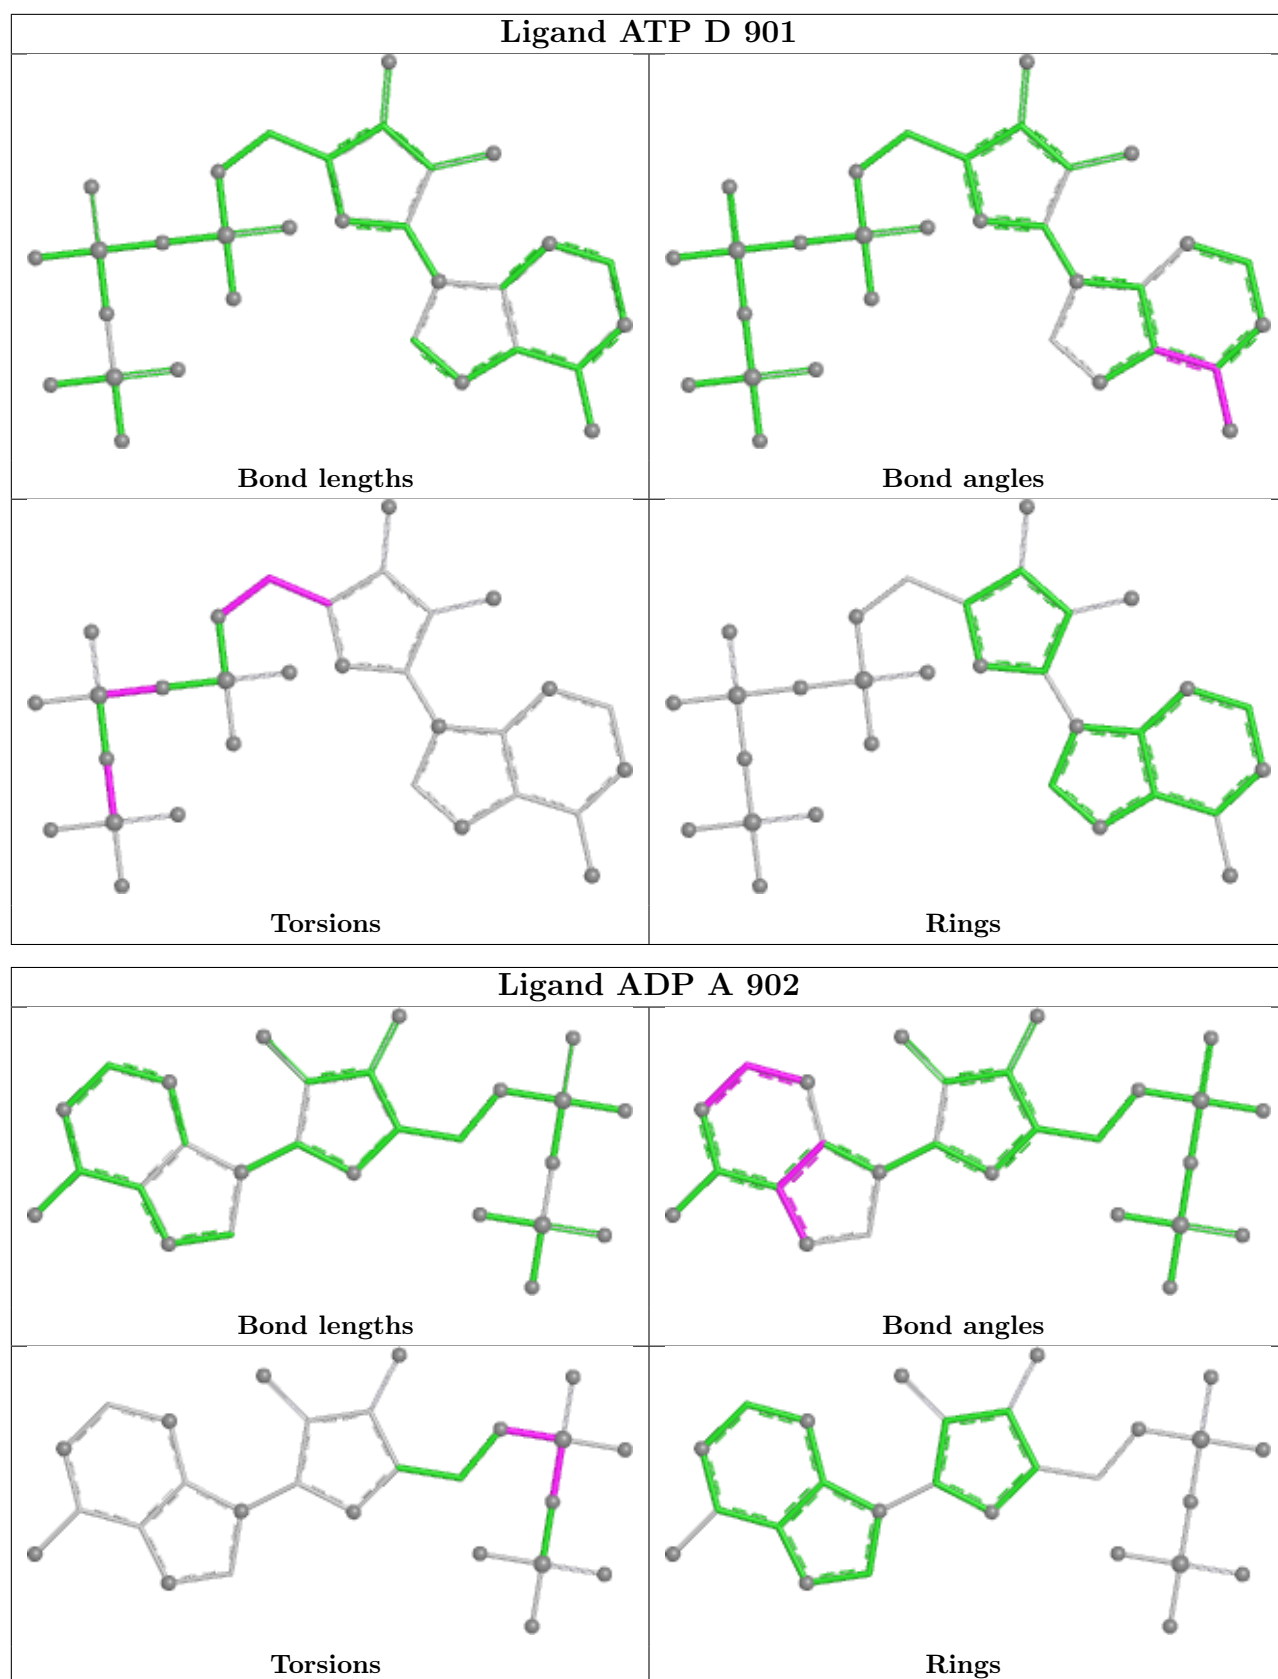 Ligand ATP D 901
Bond lengths
Bond angles
Torsions
Rings
Ligand ADP A 902
Bond lengths
Bond angles
Torsions
Rings